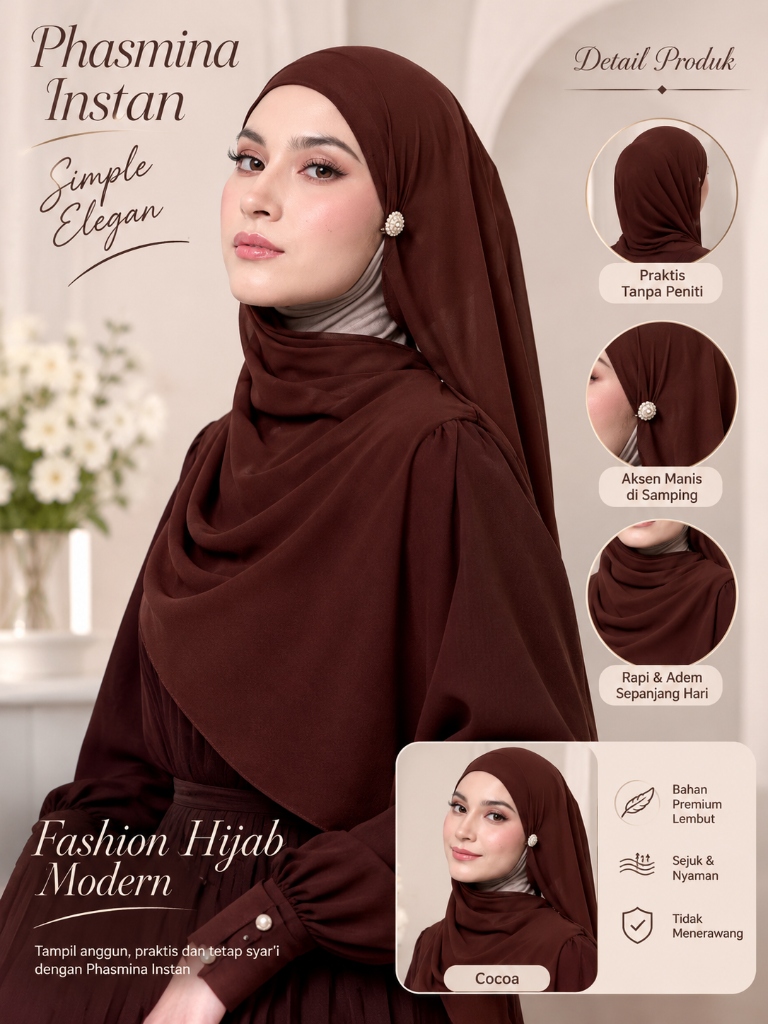 Phasmina
Instan
Simple
Elegan
Detail Produk
Praktis
Tanpa Peniti
Aksen Manis
di Samping
Rapi & Adem
Sepanjang Hari
Fashion Hijab
Modern
Tampil anggun, praktis dan tetap syar'i
dengan Phasmina Instan
Cocoa
Bahan
Premium
Lembut
Sejuk &
Nyaman
Tidak
Menerawang